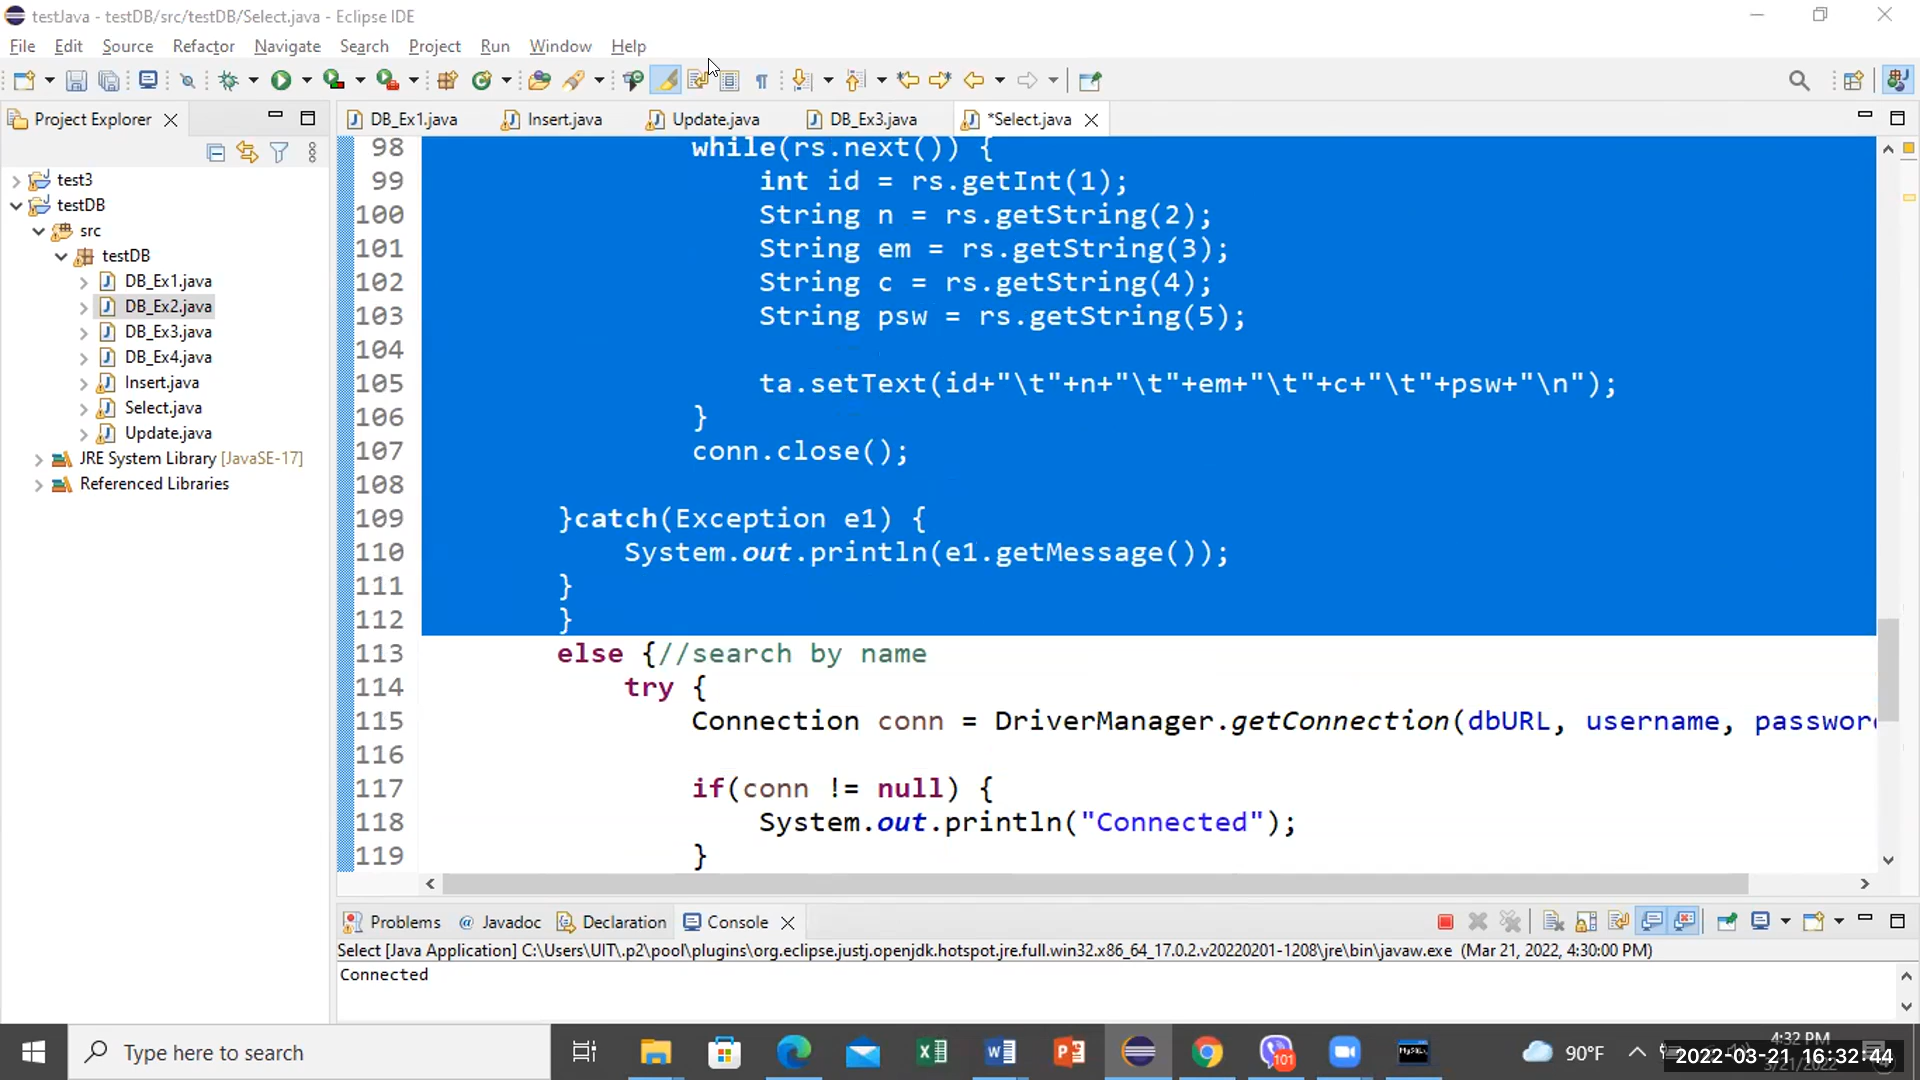 testJava - testDB/src/testDB/Select.java - Eclipse IDE
File Edit Source Refactor Navigate Search Project Run Window Help
Project Explorer
DB_Ex1.java Insert.java Update.java DB_Ex3.java *Select.java
test3
testDB
src
testDB
DB_Ex1.java
DB_Ex2.java
DB_Ex3.java
DB_Ex4.java
Insert.java
Select.java
Update.java
JRE System Library [JavaSE-17]
Referenced Libraries
98 while(rs.next()) {
99 int id = rs.getInt(1);
100 String n = rs.getString(2);
101 String em = rs.getString(3);
102 String c = rs.getString(4);
103 String psw = rs.getString(5);
104
105 ta.setText(id+"\t"+n+"\t"+em+"\t"+c+"\t"+psw+"\n");
106 }
107 conn.close();
108
109 }catch(Exception e1) {
110 System.out.println(e1.getMessage());
111 }
112 }
113 else {//search by name
114 try {
115 Connection conn = DriverManager.getConnection(dbURL, username, passwor
116
117 if(conn != null) {
118 System.out.println("Connected");
119 }
Problems Javadoc Declaration Console
Select [Java Application] C:\Users\UIT\.p2\pool\plugins\org.eclipse.justj.openjdk.hotspot.jre.full.win32.x86_64_17.0.2.v20220201-1208\jre\bin\javaw.exe (Mar 21, 2022, 4:30:00 PM)
Connected
Type here to search
101
90°F
4:32 PM
2022-03-21 16:32:44